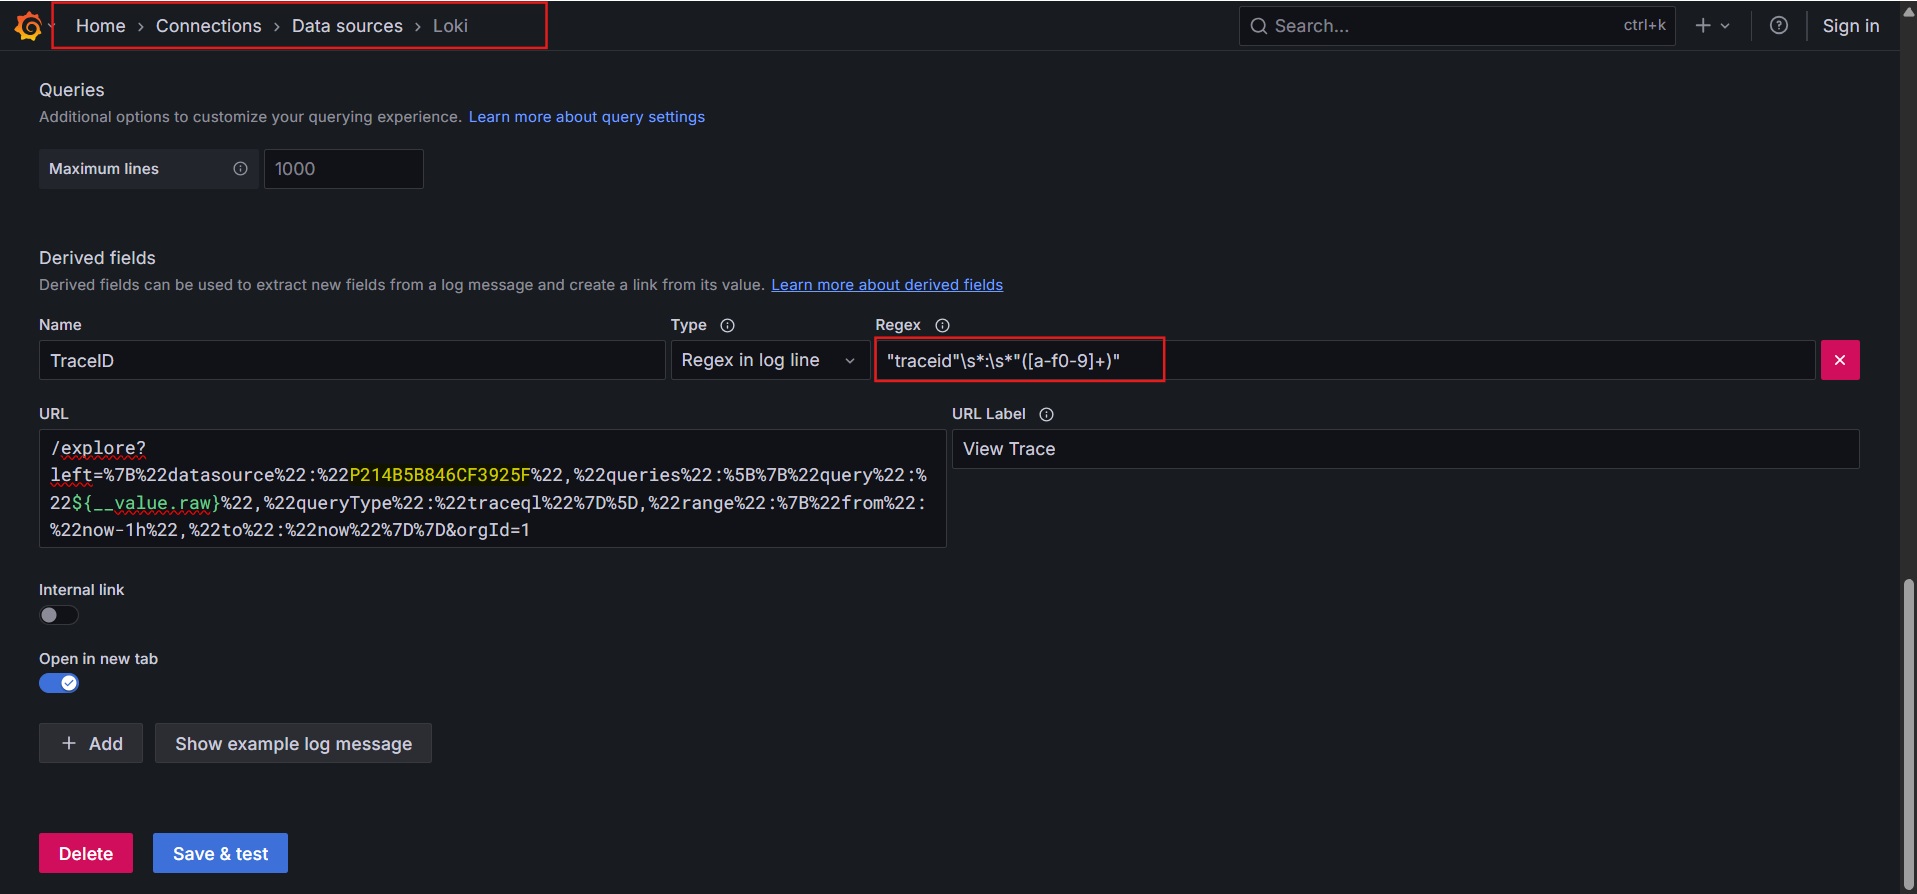 Home › Connections › Data sources › Loki
Search...
ctrl+k
Sign in
Queries
Additional options to customize your querying experience. Learn more about query settings
Maximum lines
1000
Derived fields
Derived fields can be used to extract new fields from a log message and create a link from its value. Learn more about derived fields
Name
Type
Regex
TraceID
Regex in log line
"traceid"\s*:\s*"([a-f0-9]+)"
URL
URL Label
/explore?
left=%7B%22datasource%22:%22P214B5B846CF3925F%22,%22queries%22:%5B%7B%22query%22:%
22${__value.raw}%22,%22queryType%22:%22traceql%22%7D%5D,%22range%22:%7B%22from%22:
%22now-1h%22,%22to%22:%22now%22%7D%7D&orgId=1
View Trace
Internal link
Open in new tab
+ Add
Show example log message
Delete
Save & test